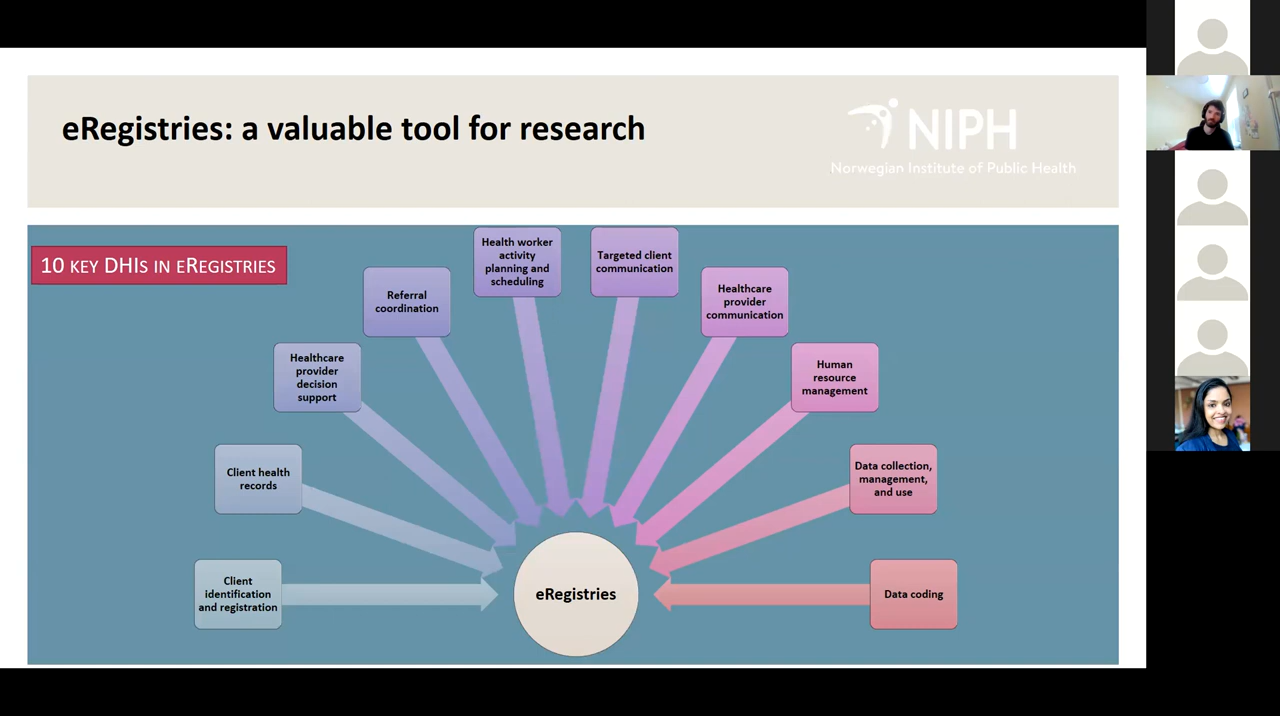 eRegistries: a valuable tool for research
NIPH
Norwegian Institute of Public Health
10 KEY DHIS IN EREGISTRIES
Client
identification
and registration
Client health
records
Healthcare
provider
decision
support
Referral
coordination
Health worker
activity
planning and
scheduling
Targeted client
communication
Healthcare
provider
communication
Human
resource
management
Data collection,
management,
and use
Data coding
eRegistries